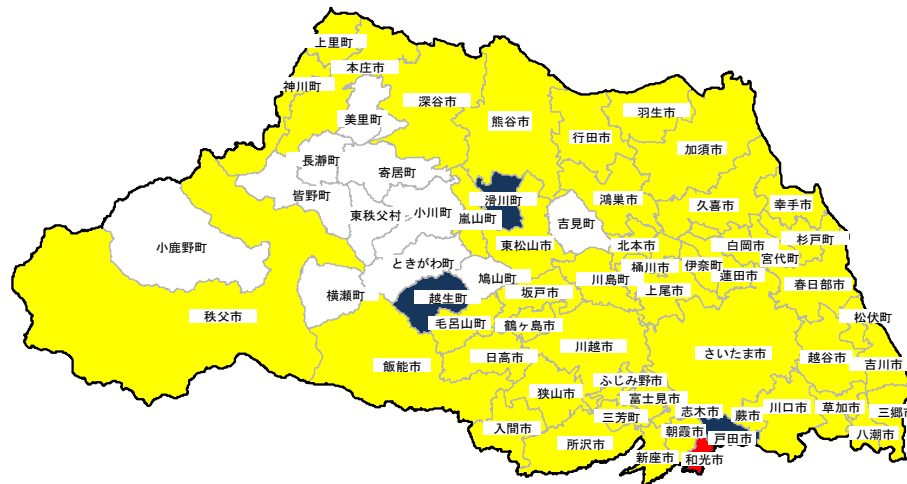 上里町
本庄市
神川町
深谷市
美里町
熊谷市
羽生市
行田市
加須市
長瀞町
寄居町
皆野町
滑川町
鴻巣市
久喜市
幸手市
東秩父村
小川町
嵐山町
吉見町
小鹿野町
東松山市
北本市
白岡市
杉戸町
ときがわ町
鳩山町
桶川市
伊奈町
宮代町
蓮田市
川島町
春日部市
横瀬町
越生町
坂戸市
上尾市
秩父市
毛呂山町
鶴ヶ島市
松伏町
川越市
さいたま市
日高市
飯能市
越谷市
吉川市
ふじみ野市
狭山市
富士見市
三芳町
志木市
蕨市
川口市
草加市
三郷市
入間市
所沢市
朝霞市
戸田市
八潮市
新座市
和光市